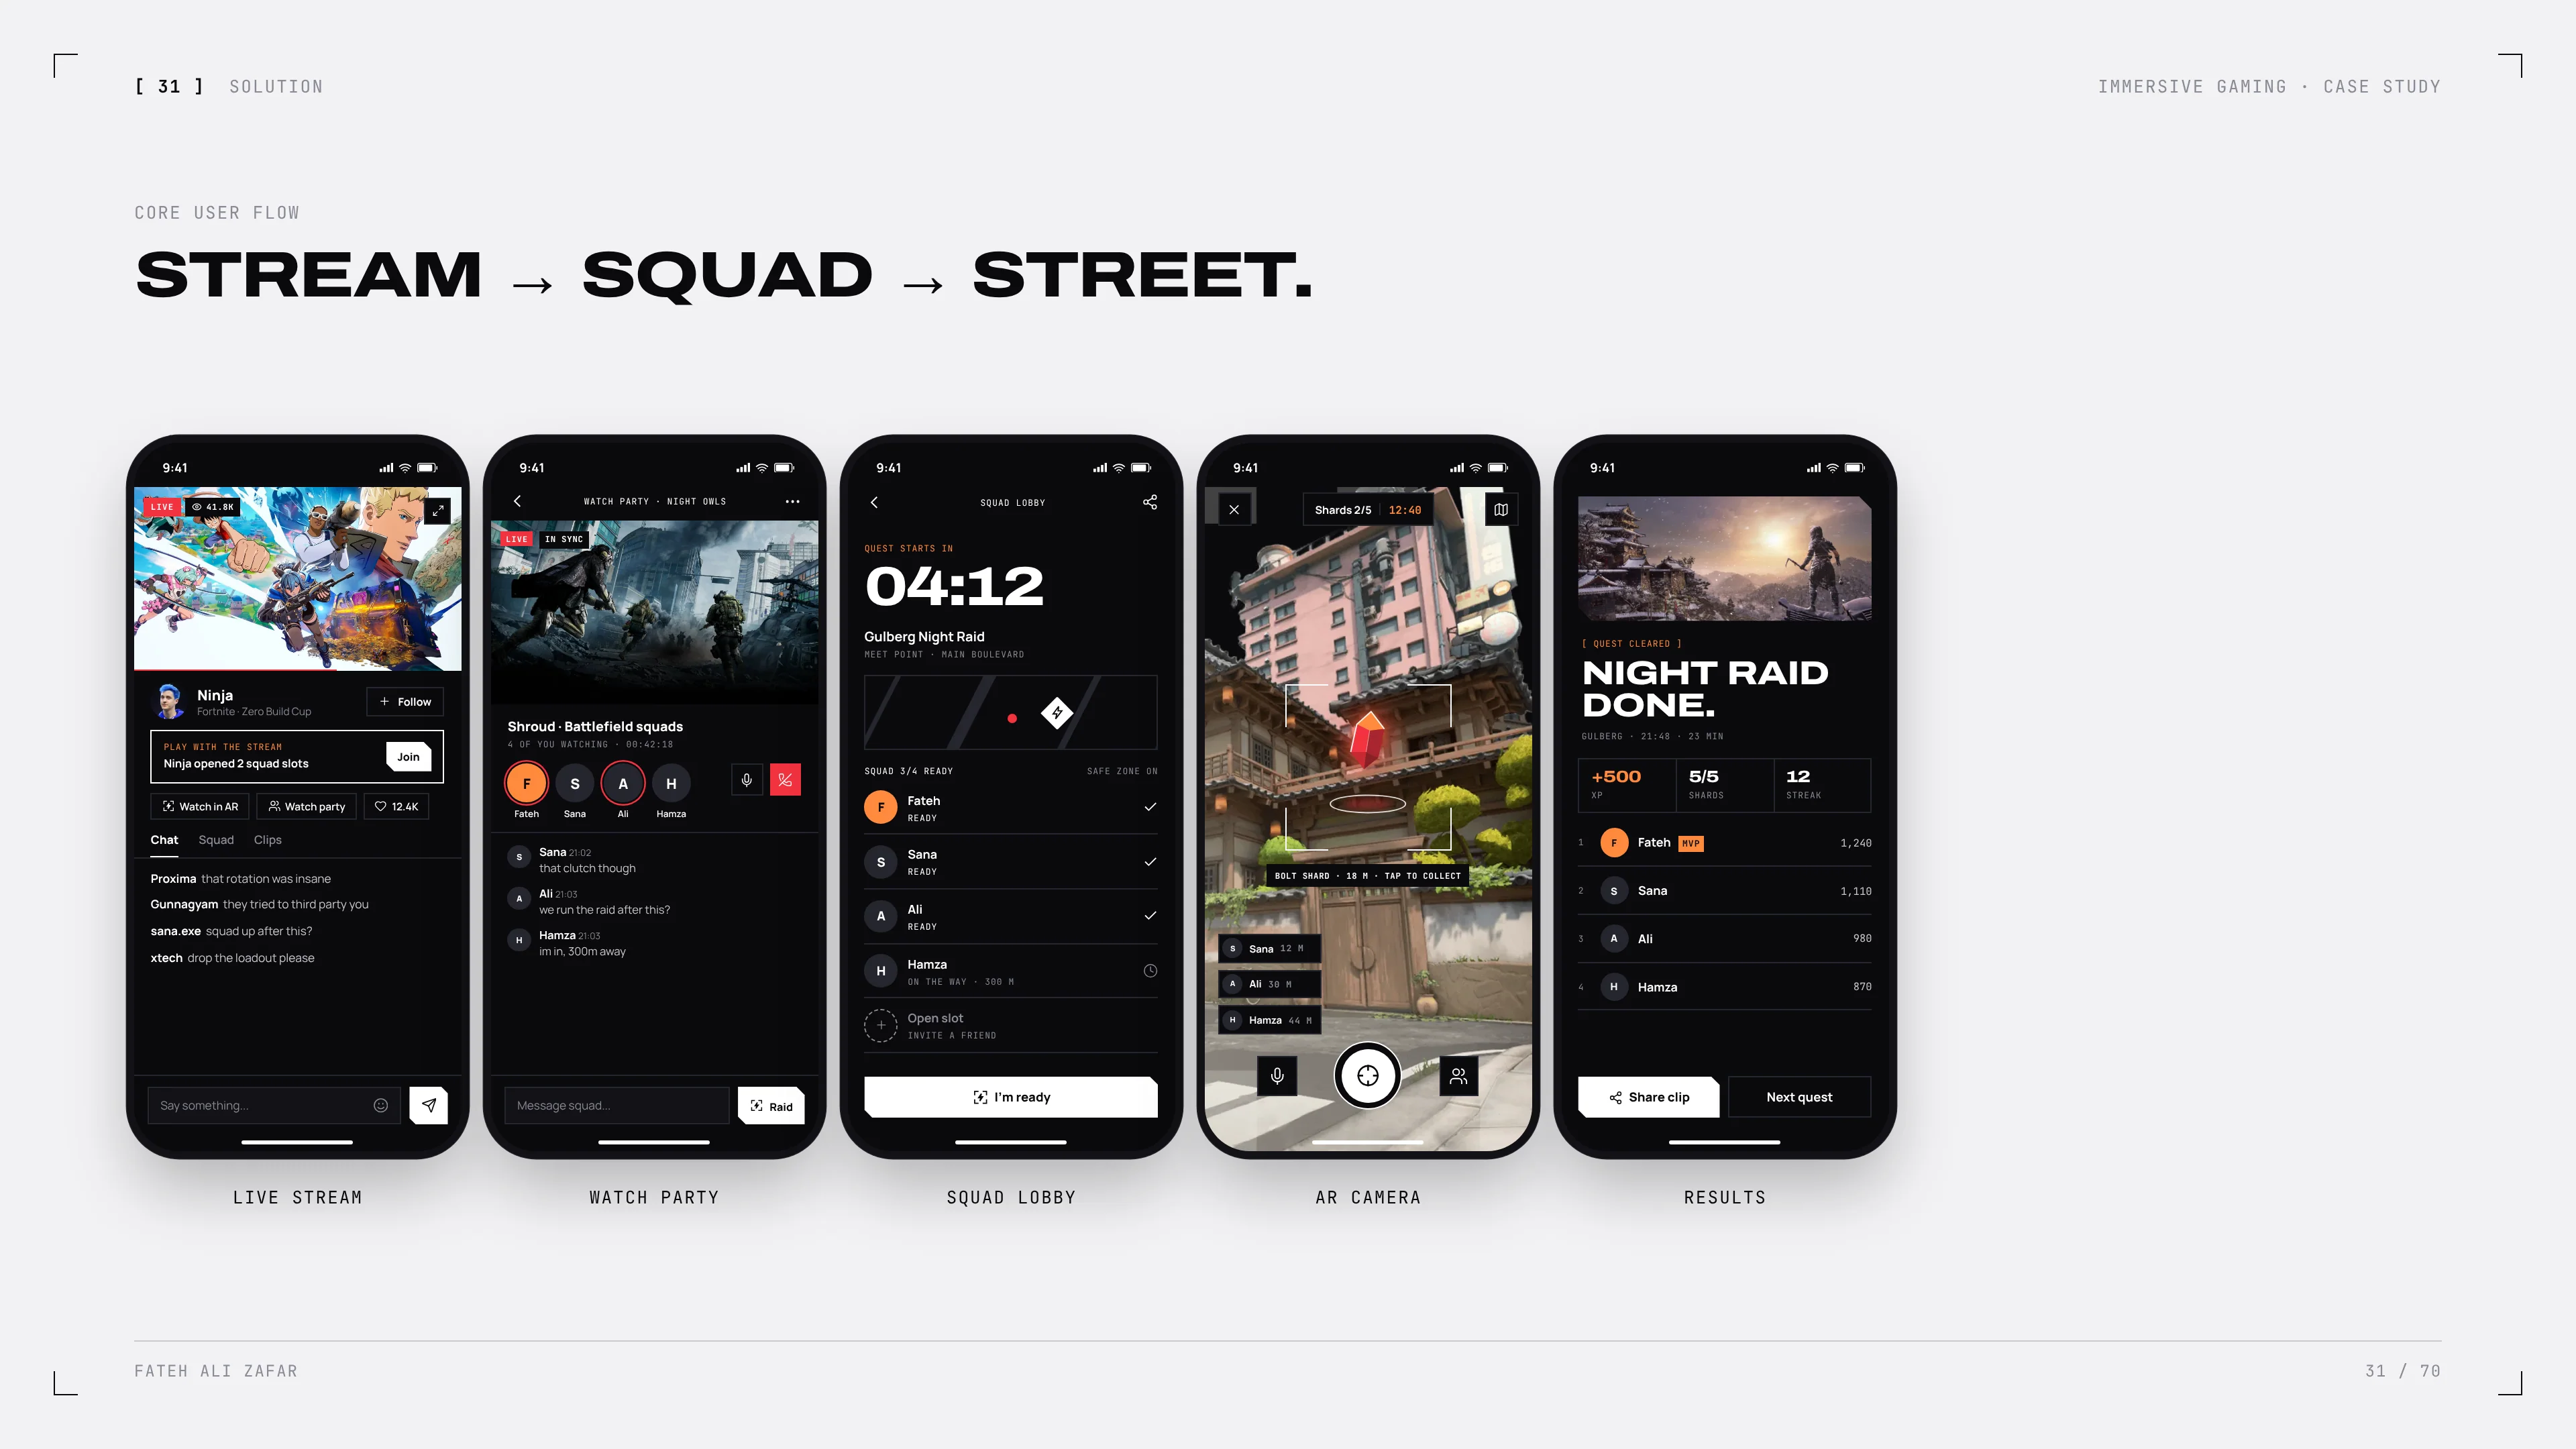 [ 31 ] SOLUTION
IMMERSIVE GAMING · CASE STUDY
CORE USER FLOW
STREAM → SQUAD → STREET.
9:41
LIVE
41.8K
Ninja
Fortnite · Zero Build Cup
+ Follow
PLAY WITH THE STREAM
Ninja opened 2 squad slots
Join
Watch in AR
Watch party
12.4K
Chat Squad Clips
Proxima that rotation was insane
Gunnagyam they tried to third party you
sana.exe squad up after this?
xtech drop the loadout please
Say something...
LIVE STREAM
9:41
WATCH PARTY · NIGHT OWLS
LIVE
IN SYNC
Shroud · Battlefield squads
4 OF YOU WATCHING · 00:42:18
F S A H
Fateh Sana Ali Hamza
S
Sana 21:02
that clutch though
A
Ali 21:03
we run the raid after this?
H
Hamza 21:03
im in, 300m away
Message squad...
Raid
WATCH PARTY
9:41
SQUAD LOBBY
QUEST STARTS IN
04:12
Gulberg Night Raid
MEET POINT · MAIN BOULEVARD
SQUAD 3/4 READY
SAFE ZONE ON
F
Fateh
READY
S
Sana
READY
A
Ali
READY
H
Hamza
ON THE WAY · 300 M
+
Open slot
INVITE A FRIEND
I'm ready
SQUAD LOBBY
9:41
Shards 2/5 12:40
BOLT SHARD · 18 M · TAP TO COLLECT
S Sana 12 M
A Ali 30 M
H Hamza 44 M
AR CAMERA
9:41
[ QUEST CLEARED ]
NIGHT RAID
DONE.
GULBERG · 21:48 · 23 MIN
+500 5/5 12
XP SHARDS STREAK
1 F Fateh MVP 1,240
2 S Sana 1,110
3 A Ali 980
4 H Hamza 870
Share clip
Next quest
RESULTS
FATEH ALI ZAFAR
31 / 70